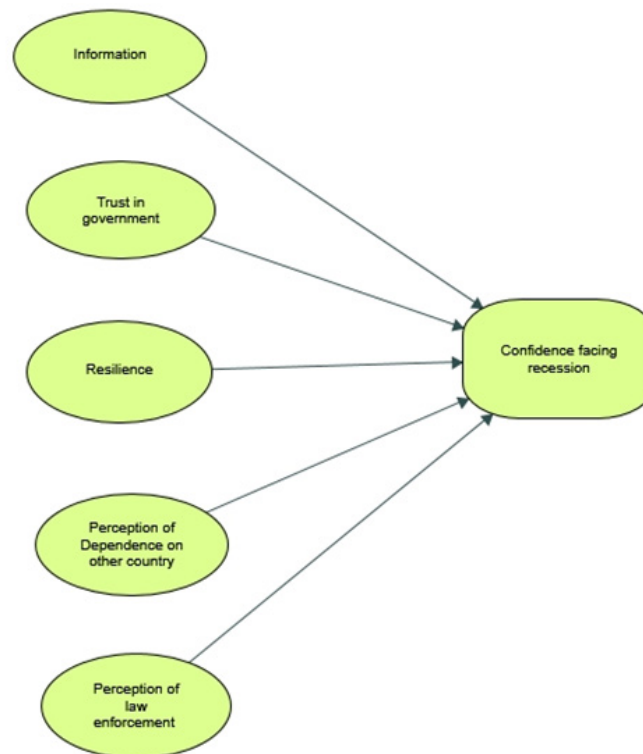 Information
Trust in
government
Resilience
Confidence facing
recession
Perception of
Dependence on
other country
Perception of
law
enforcement